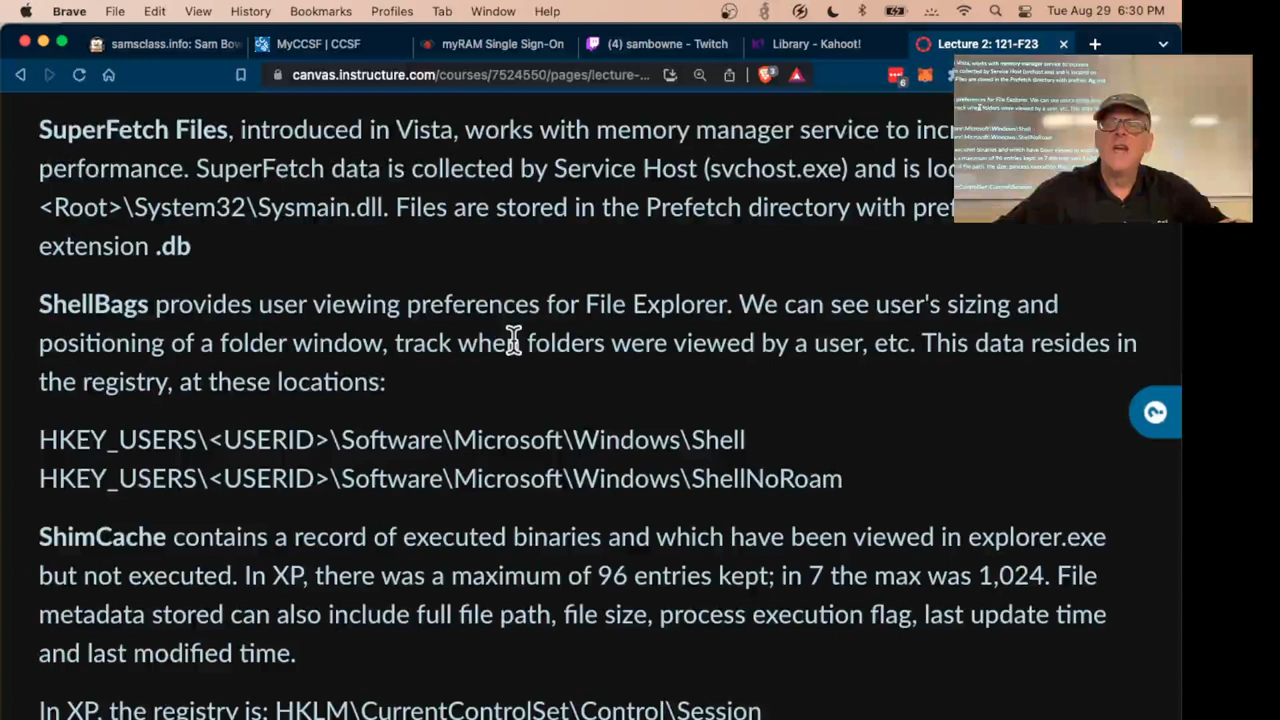 Brave File Edit View History Bookmarks Profiles Tab Window Help Tue Aug 29 6:30 PM
samsclass.info: Sam Bow MyCCSF | CCSF myRAM Single Sign-On (4) sambowne - Twitch Library - Kahoot! Lecture 2: 121-F23
canvas.instructure.com/courses/7524550/pages/lecture-... 3 6
SuperFetch Files, introduced in Vista, works with memory manager service to incr
performance. SuperFetch data is collected by Service Host (svchost.exe) and is loc
<Root>\System32\Sysmain.dll. Files are stored in the Prefetch directory with pref
extension .db
ShellBags provides user viewing preferences for File Explorer. We can see user's sizing and
positioning of a folder window, track when folders were viewed by a user, etc. This data resides in
the registry, at these locations:
HKEY_USERS\<USERID>\Software\Microsoft\Windows\Shell
HKEY_USERS\<USERID>\Software\Microsoft\Windows\ShellNoRoam
ShimCache contains a record of executed binaries and which have been viewed in explorer.exe
but not executed. In XP, there was a maximum of 96 entries kept; in 7 the max was 1,024. File
metadata stored can also include full file path, file size, process execution flag, last update time
and last modified time.
In XP, the registry is: HKLM\CurrentControlSet\Control\Session